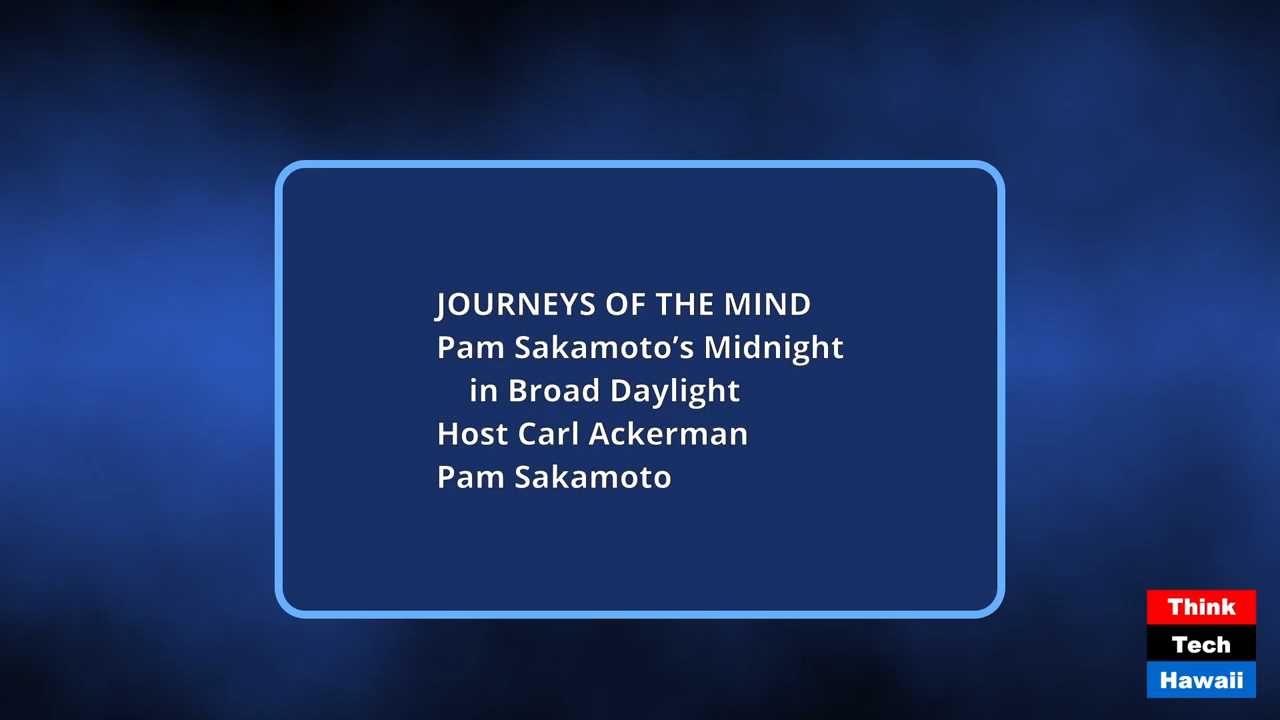 JOURNEYS OF THE MIND
Pam Sakamoto’s Midnight
in Broad Daylight
Host Carl Ackerman
Pam Sakamoto
Think
Tech
Hawaii